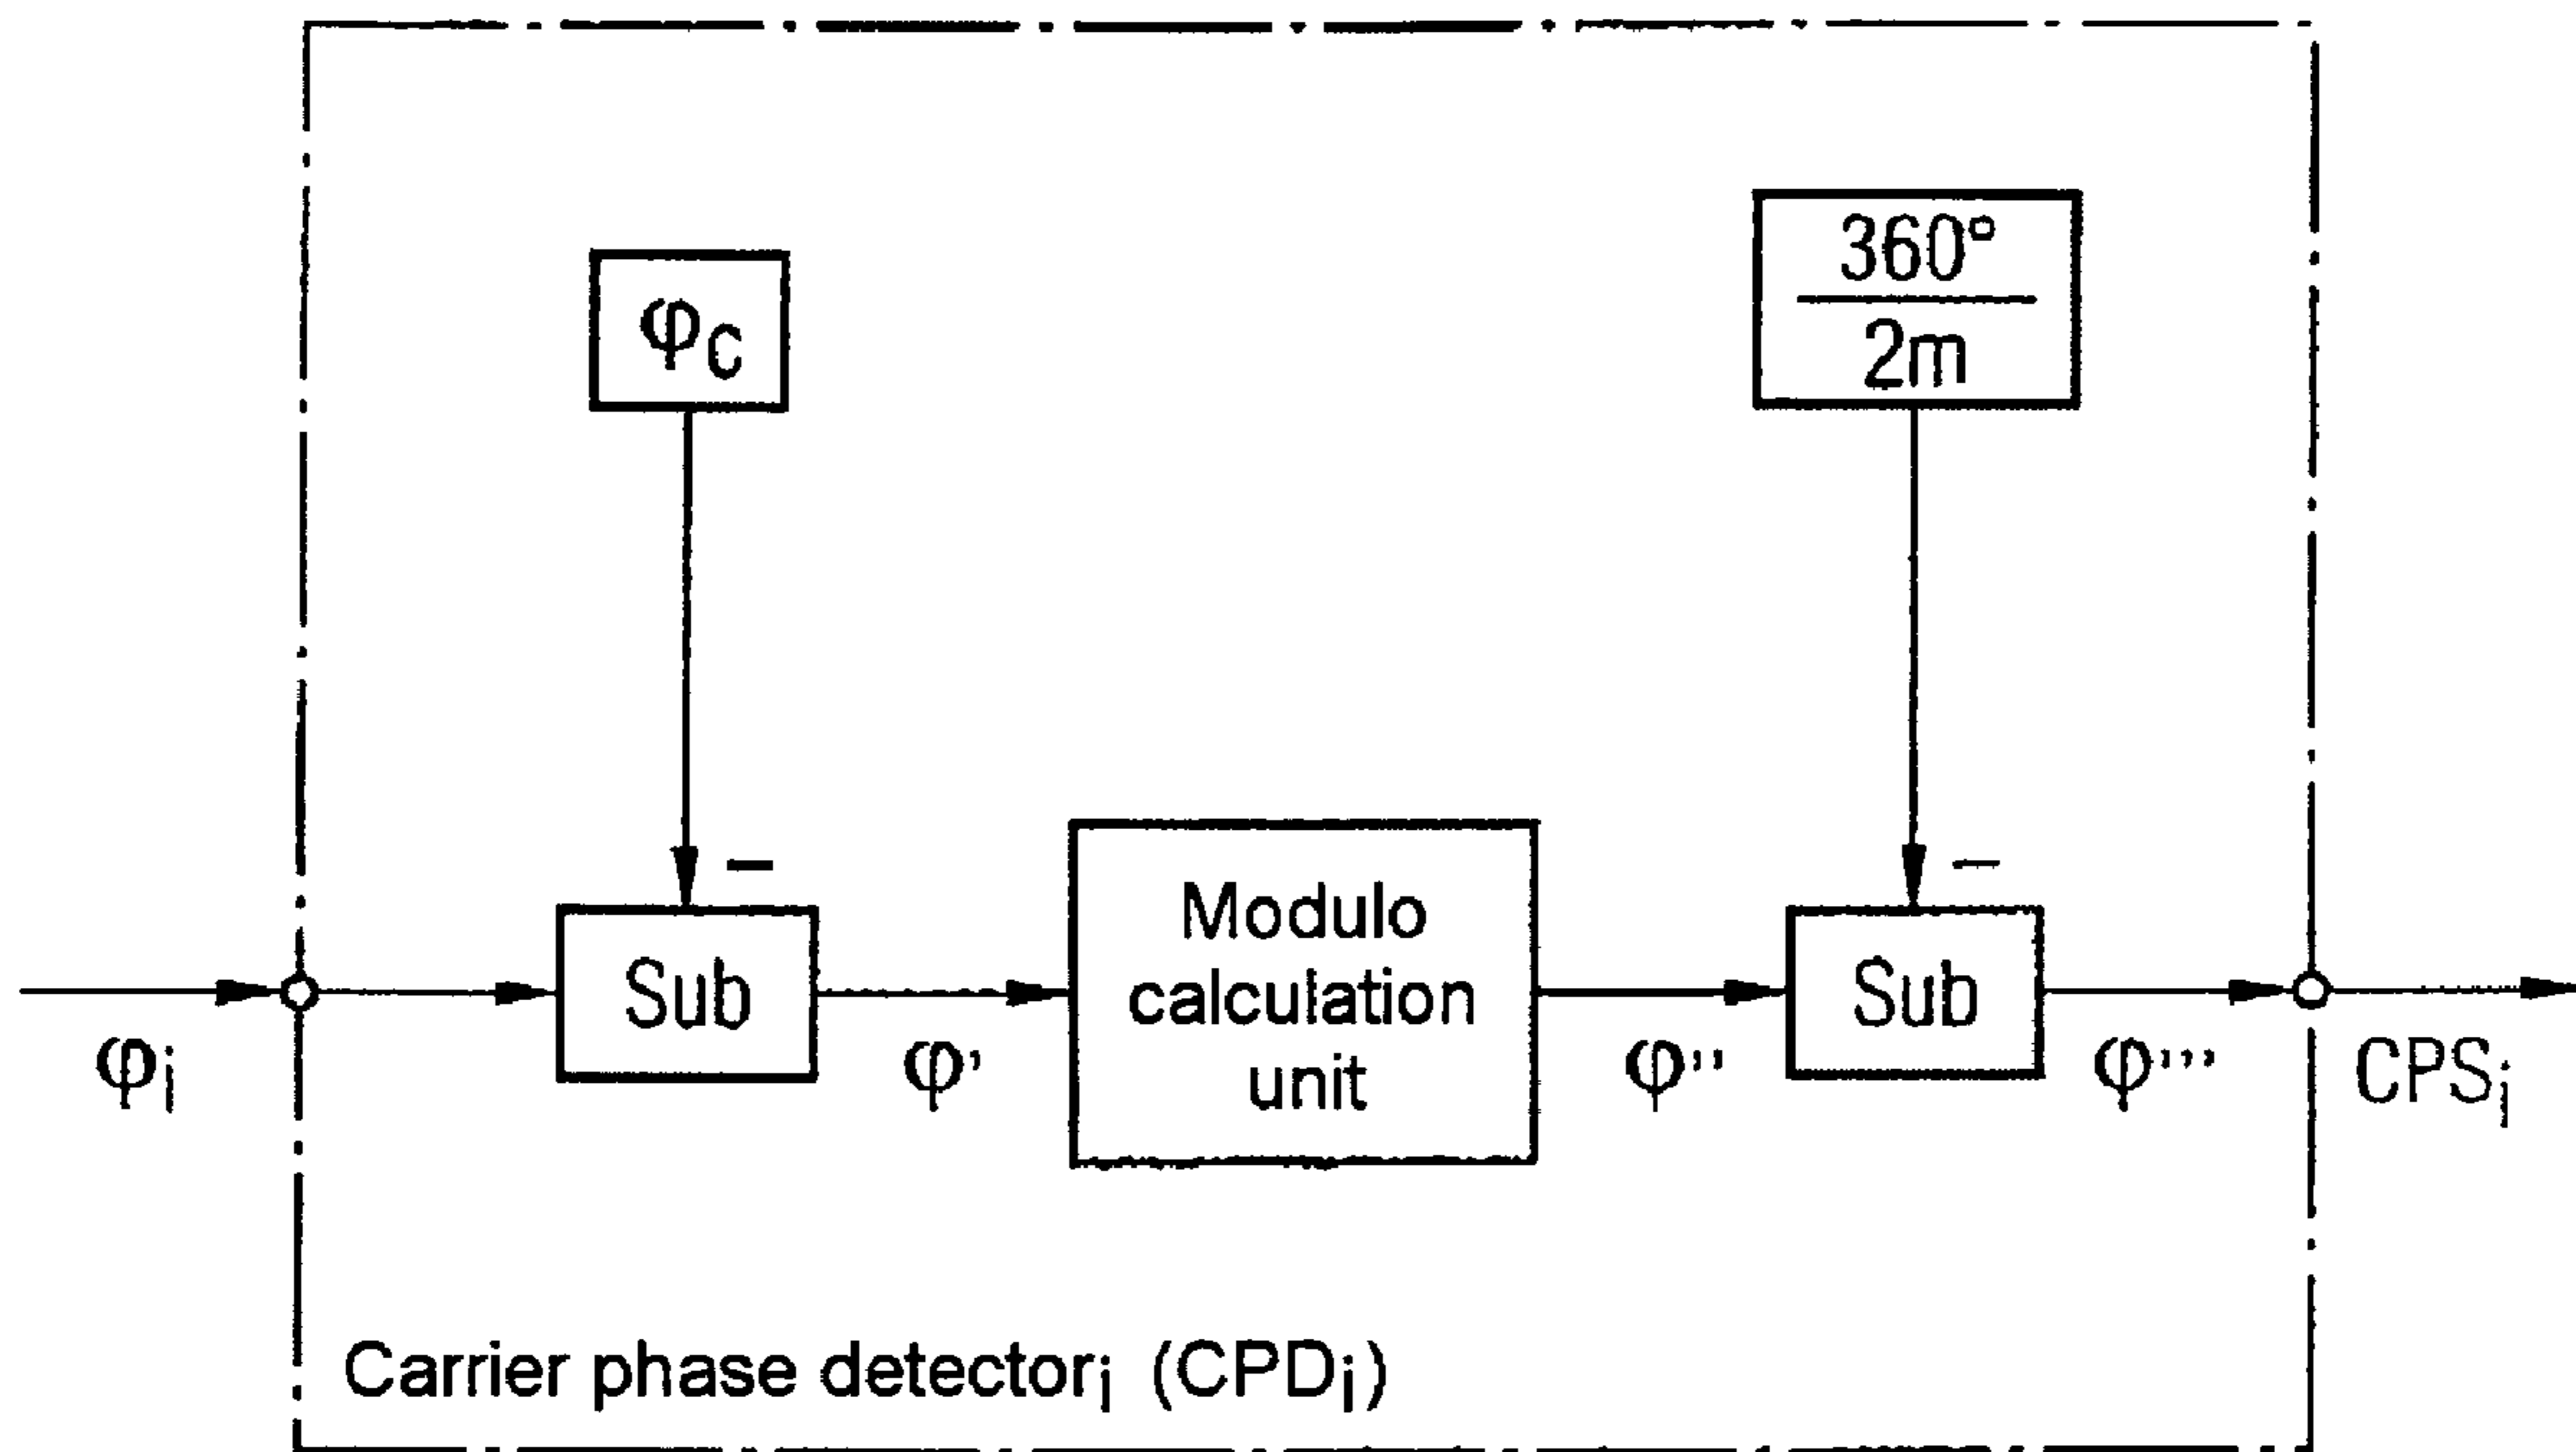 360°
2m
φC
−
−
Modulo
calculation
unit
Sub
Sub
φi
φ'
φ''
φ'''
CPSi
Carrier phase detectori (CPDi)